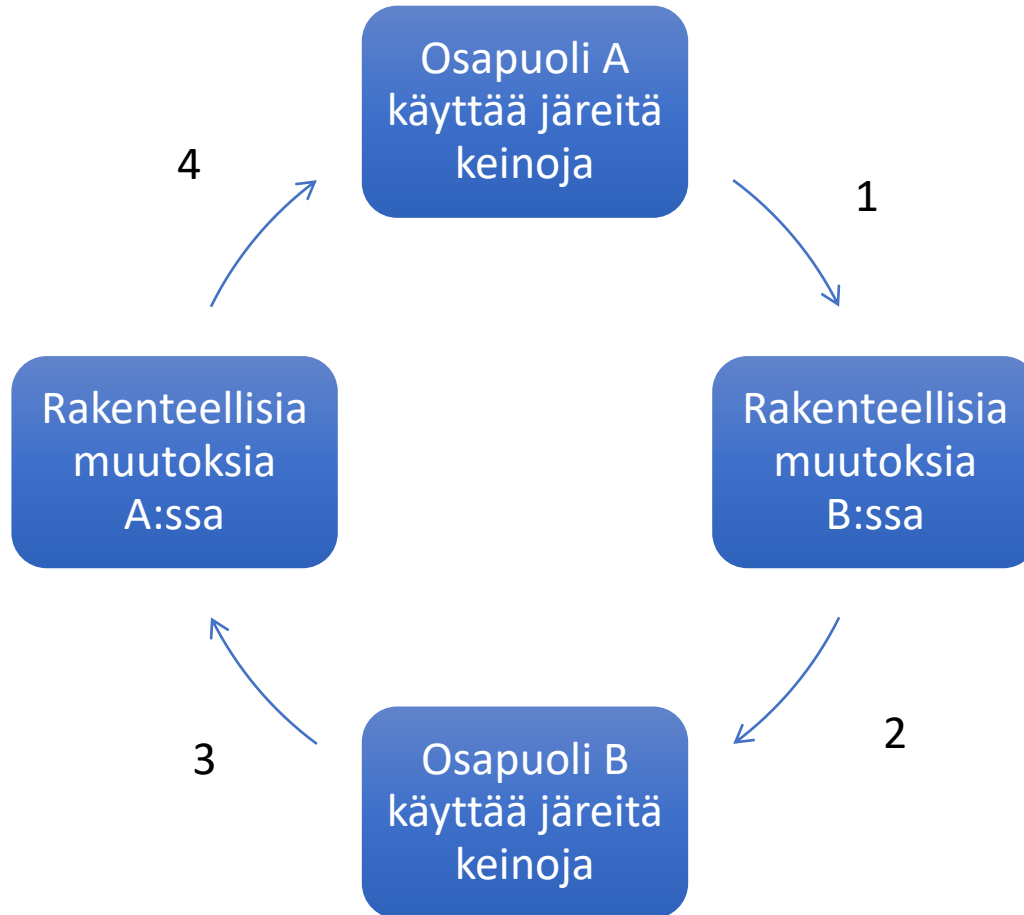 Osapuoli A
käyttää järeitä
keinoja
4
1
Rakenteellisia
muutoksia
A:ssa
Rakenteellisia
muutoksia
B:ssa
3
2
Osapuoli B
käyttää järeitä
keinoja